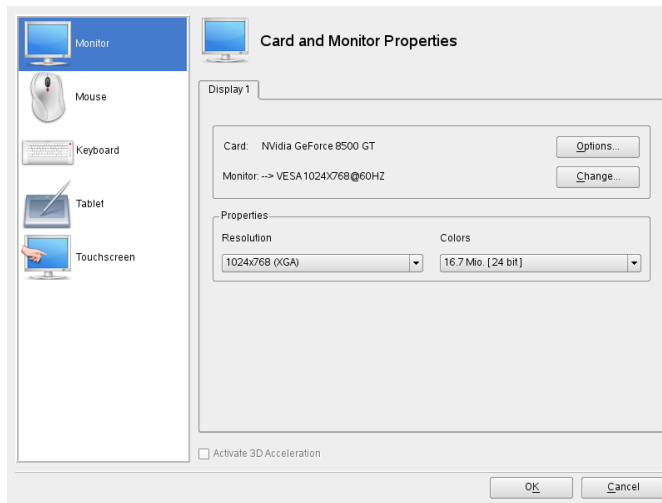 Monitor
Mouse
Keyboard
Tablet
Touchscreen
Card and Monitor Properties
Display 1
Card: NVidia GeForce 8500 GT
Options...
Monitor: --> VESA 1024X768@60HZ
Change...
Properties
Resolution
Colors
1024x768 (XGA)
16.7 Mio. [ 24 bit ]
Activate 3D Acceleration
OK
Cancel